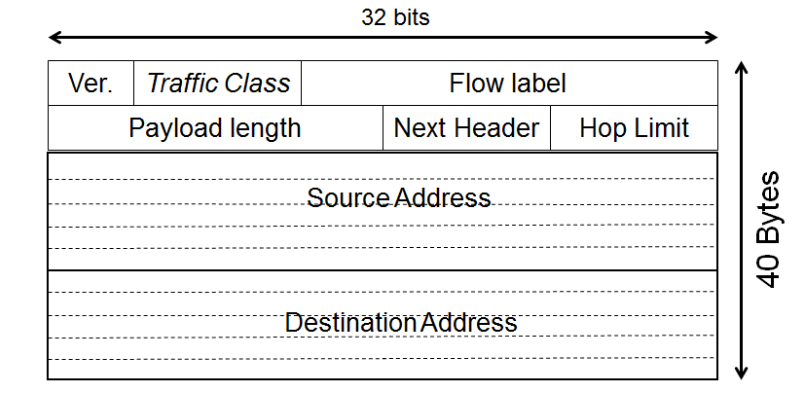 32 bits
Ver. Traffic Class Flow label
Payload length Next Header Hop Limit
Source Address
Destination Address
40 Bytes